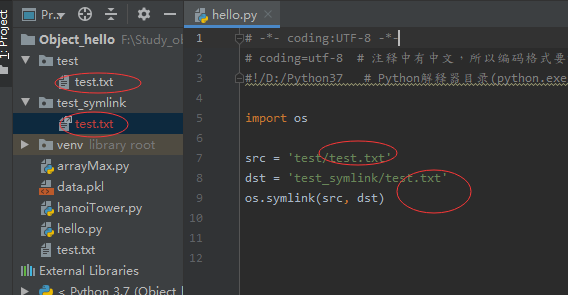 1: Project
Pr...
Object_hello F:\Study_ob
test
test.txt
test_symlink
test.txt
venv library root
arrayMax.py
data.pkl
hanoiTower.py
hello.py
test.txt
External Libraries
< Python 3.7 (Object_
hello.py
1 # -*- coding:UTF-8 -*-
2 # coding=utf-8 # 注释中有中文，所以编码格式要
3 #!/D:/Python37 # Python解释器目录(python.exe
4
5 import os
6
7 src = 'test/test.txt'
8 dst = 'test_symlink/test.txt'
9 os.symlink(src, dst)
10
11
12